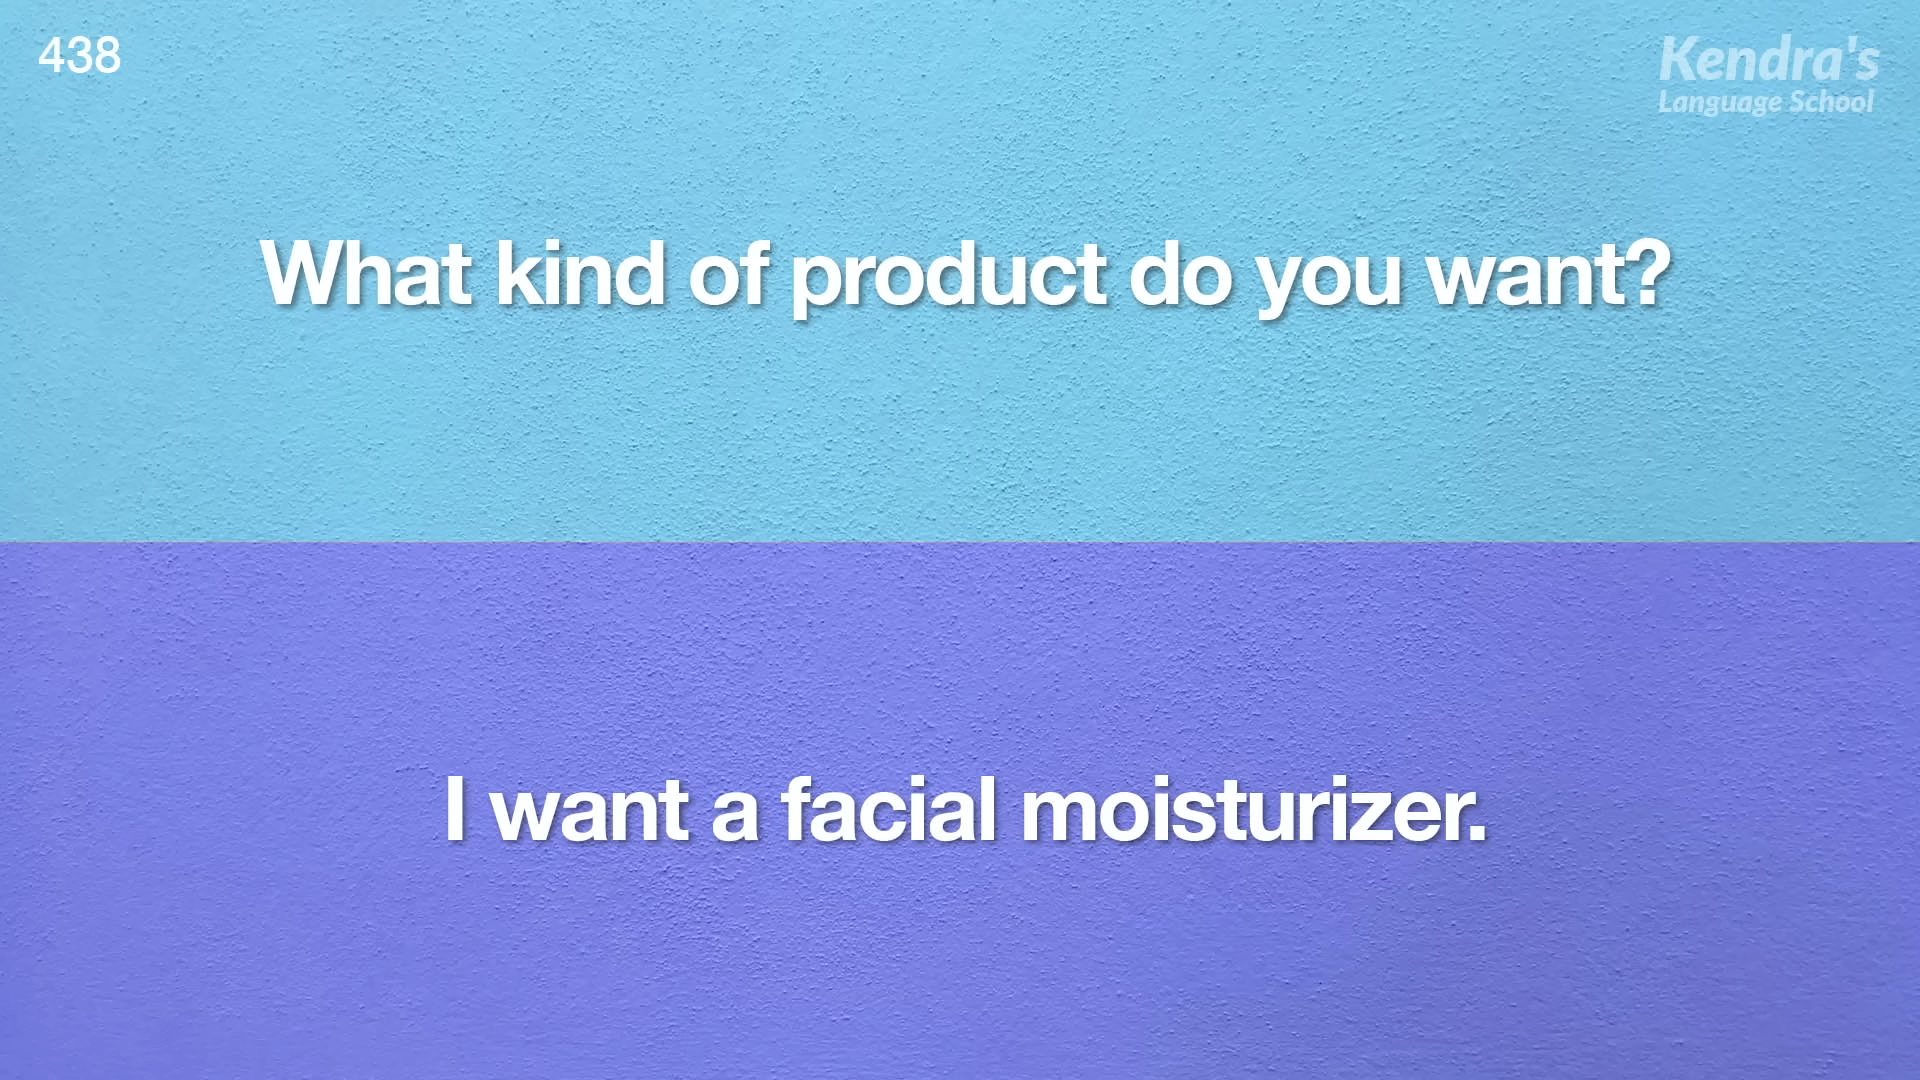 438
Kendra's
Language School
What kind of product do you want?
I want a facial moisturizer.